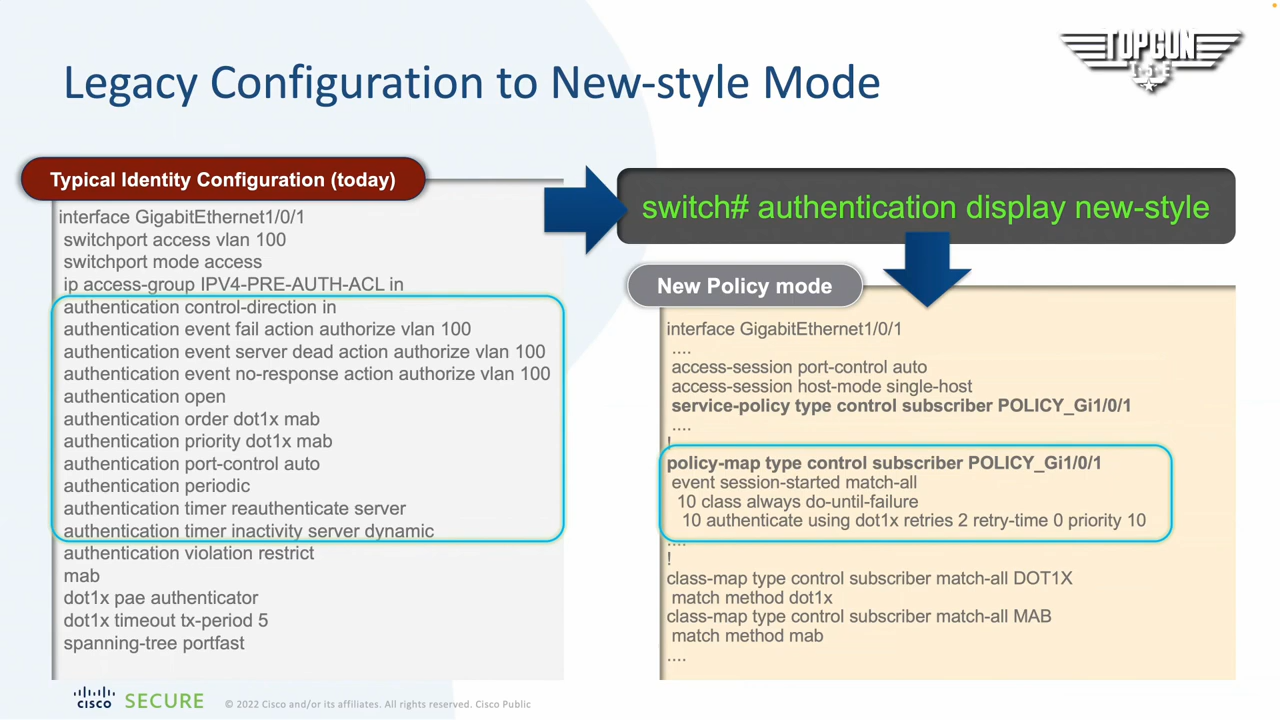 TOPGUN
ISE
Legacy Configuration to New-style Mode
Typical Identity Configuration (today)
interface GigabitEthernet1/0/1
switchport access vlan 100
switchport mode access
ip access-group IPV4-PRE-AUTH-ACL in
authentication control-direction in
authentication event fail action authorize vlan 100
authentication event server dead action authorize vlan 100
authentication event no-response action authorize vlan 100
authentication open
authentication order dot1x mab
authentication priority dot1x mab
authentication port-control auto
authentication periodic
authentication timer reauthenticate server
authentication timer inactivity server dynamic
authentication violation restrict
mab
dot1x pae authenticator
dot1x timeout tx-period 5
spanning-tree portfast
switch# authentication display new-style
New Policy mode
interface GigabitEthernet1/0/1
....
access-session port-control auto
access-session host-mode single-host
service-policy type control subscriber POLICY_Gi1/0/1
....
!
policy-map type control subscriber POLICY_Gi1/0/1
event session-started match-all
10 class always do-until-failure
10 authenticate using dot1x retries 2 retry-time 0 priority 10
....
!
class-map type control subscriber match-all DOT1X
match method dot1x
class-map type control subscriber match-all MAB
match method mab
....
cisco SECURE
© 2022 Cisco and/or its affiliates. All rights reserved. Cisco Public